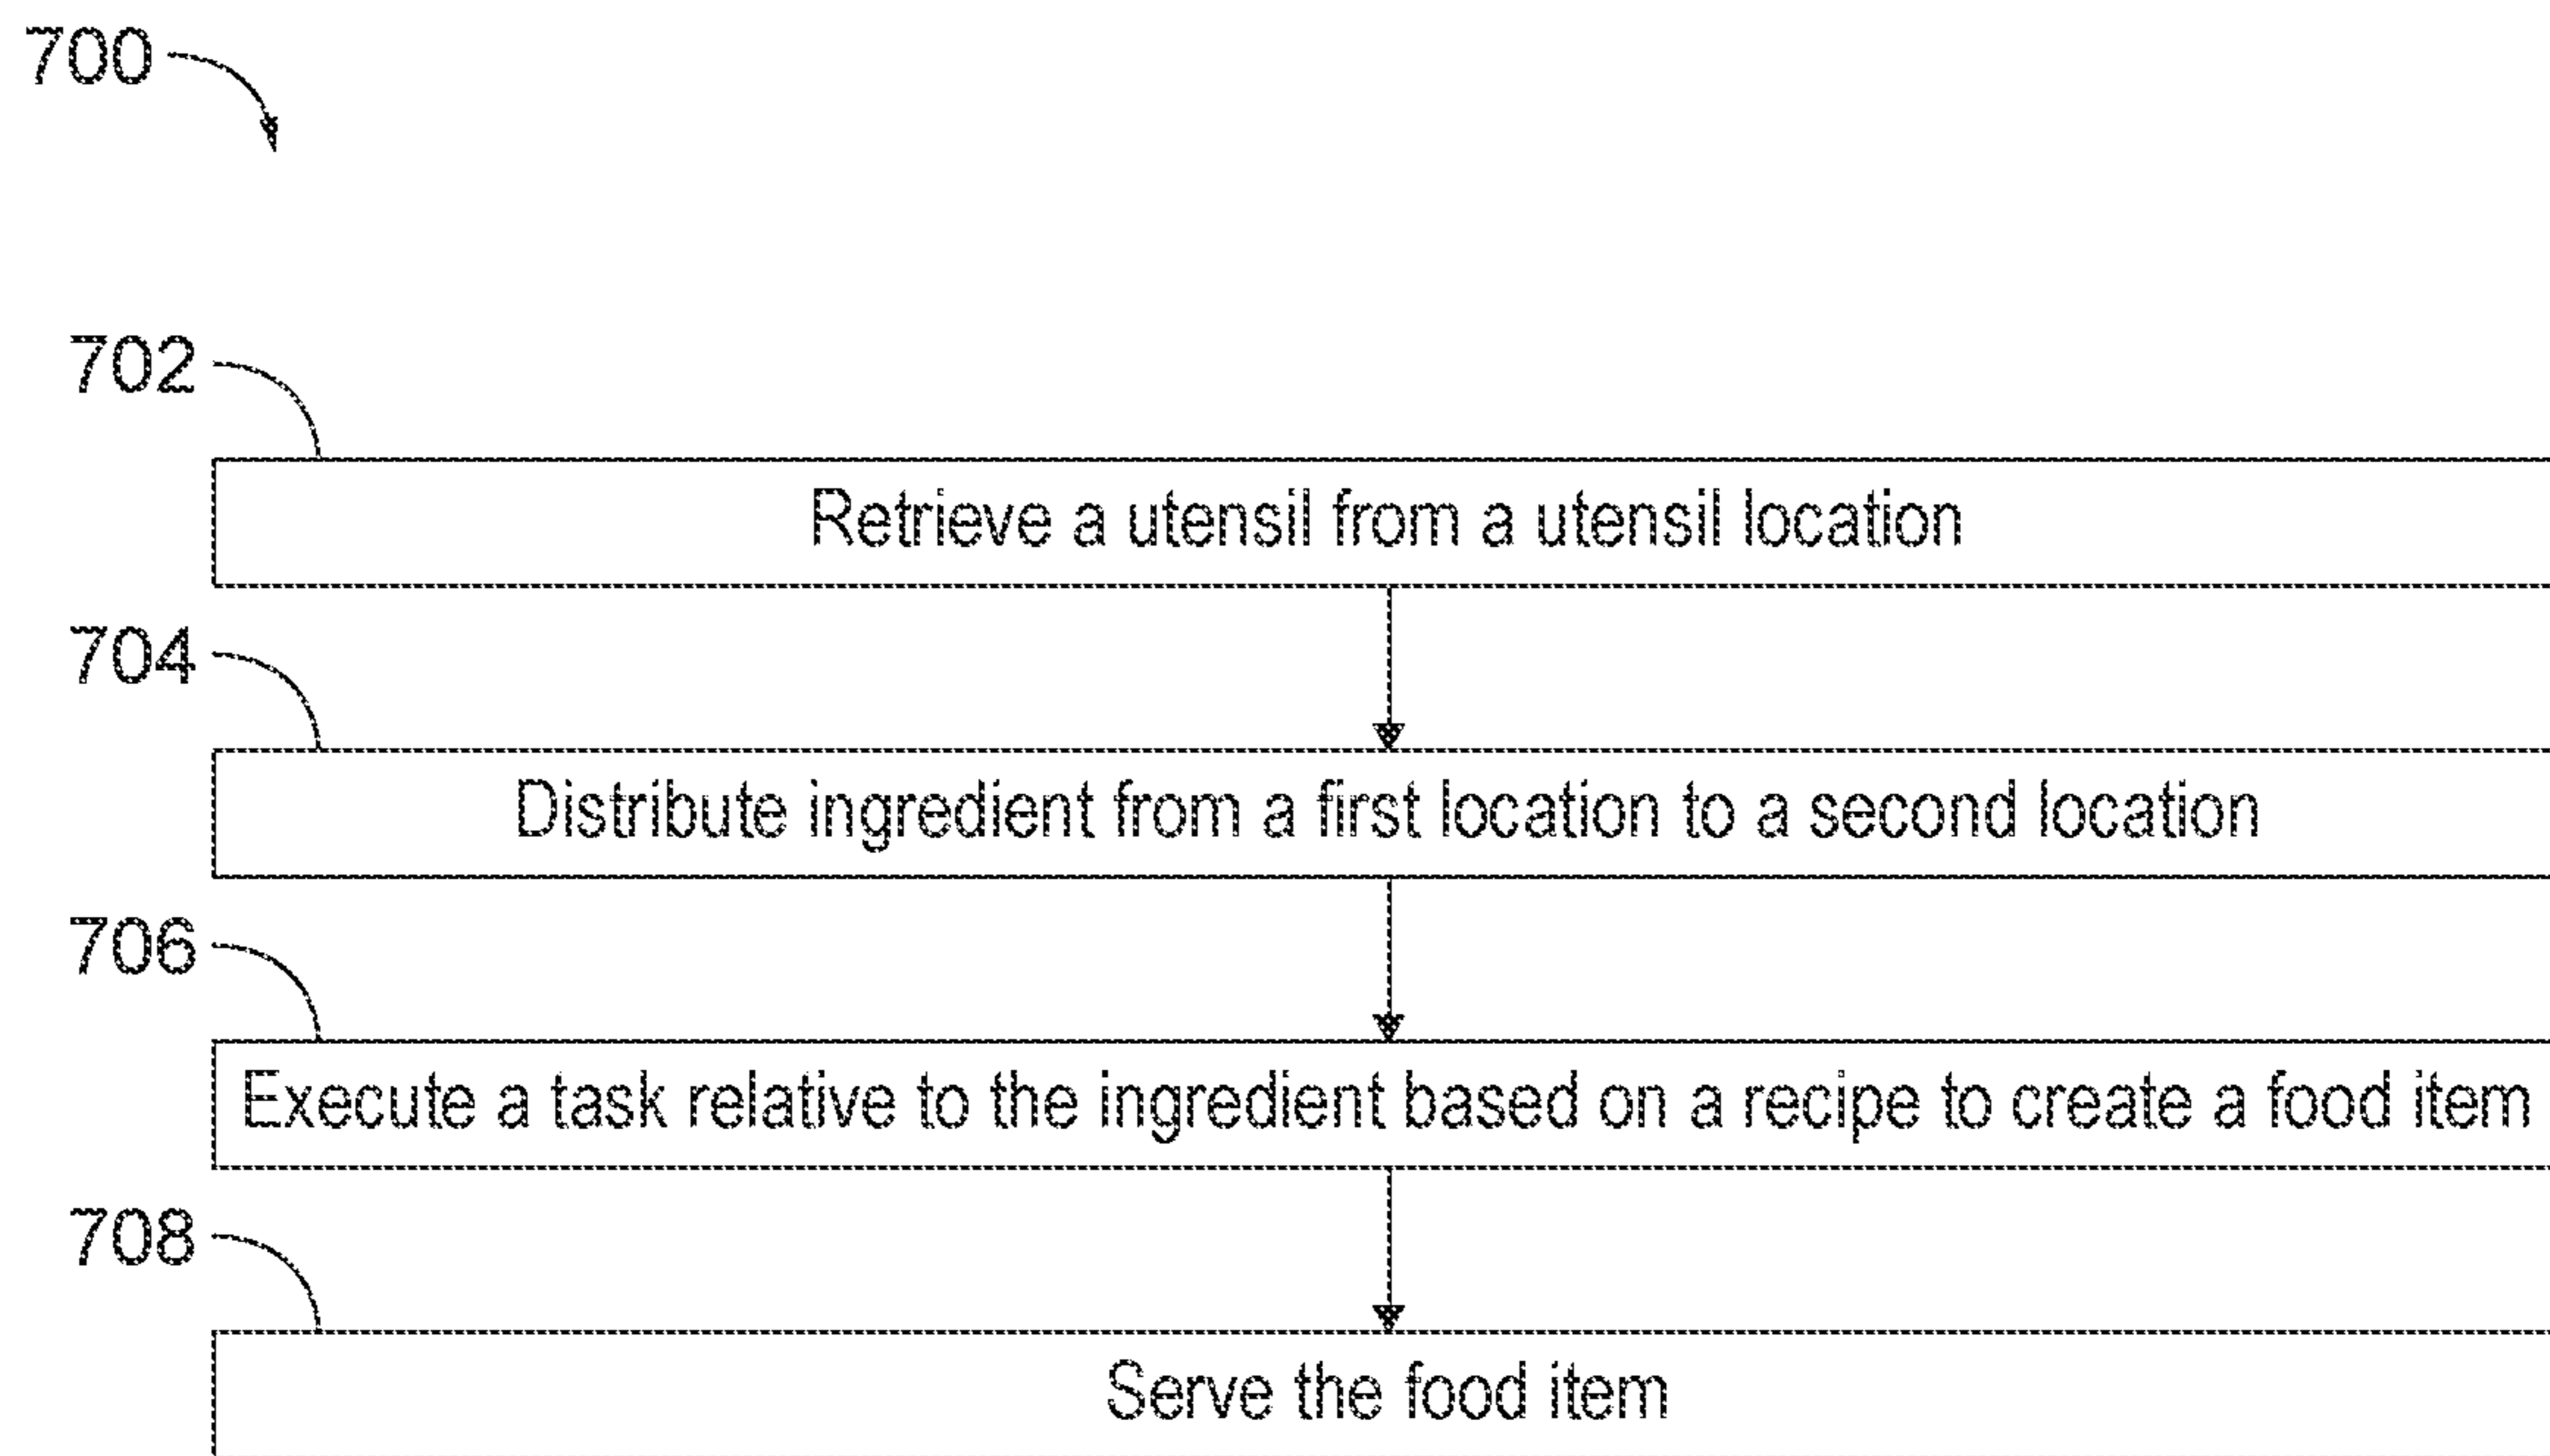 700
702
Retrieve a utensil from a utensil location
704
Distribute ingredient from a first location to a second location
706
Execute a task relative to the ingredient based on a recipe to create a food item
708
Serve the food item